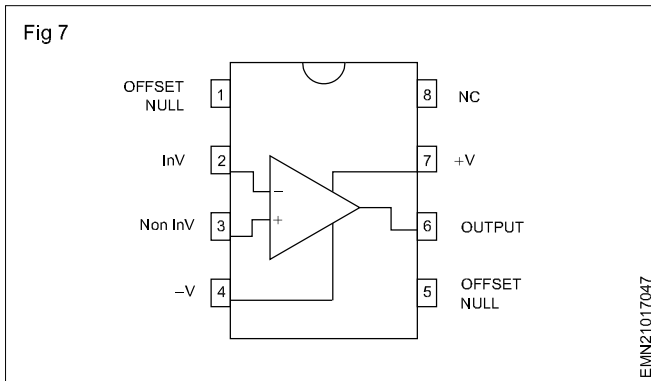 Fig 7
OFFSET
NULL
1
8
NC
InV
2
7
+V
−
Non InV
3
+
6
OUTPUT
−V
4
5
OFFSET
NULL
EMN21017047